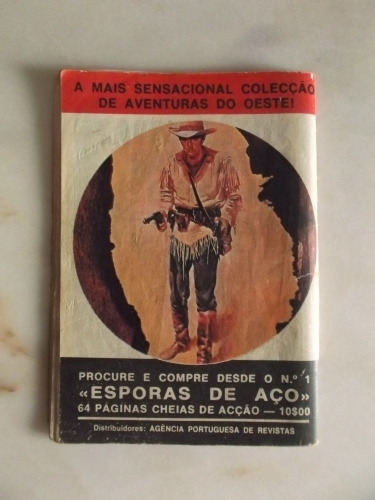 A MAIS SENSACIONAL COLECÇÃO
DE AVENTURAS DO OESTE!
PROCURE E COMPRE DESDE O N.º 1
«ESPORAS DE AÇO»
64 PÁGINAS CHEIAS DE ACÇÃO — 10$00
Distribuidores: AGÊNCIA PORTUGUESA DE REVISTAS